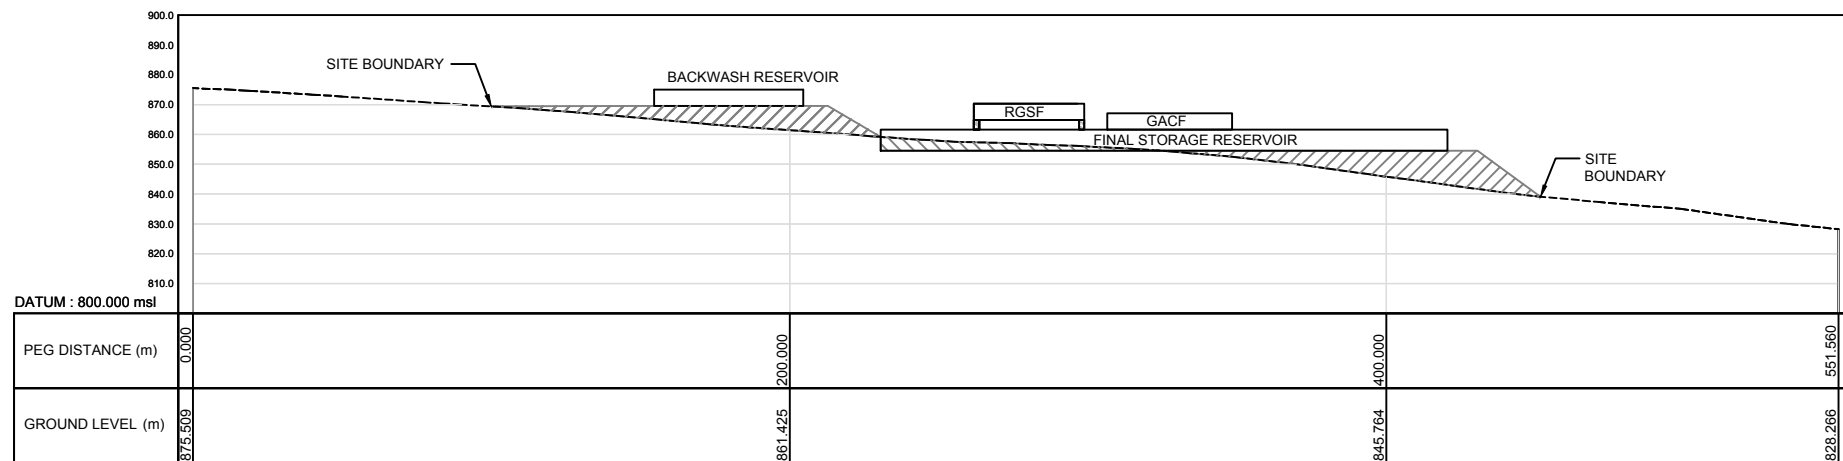 900.0
890.0
880.0
870.0
860.0
850.0
840.0
830.0
820.0
810.0
SITE BOUNDARY
BACKWASH RESERVOIR
RGSF
GACF
FINAL STORAGE RESERVOIR
SITE
BOUNDARY
DATUM : 800.000 msl
PEG DISTANCE (m)
0.000
200.000
400.000
551.560
GROUND LEVEL (m)
875.509
861.425
845.764
828.266